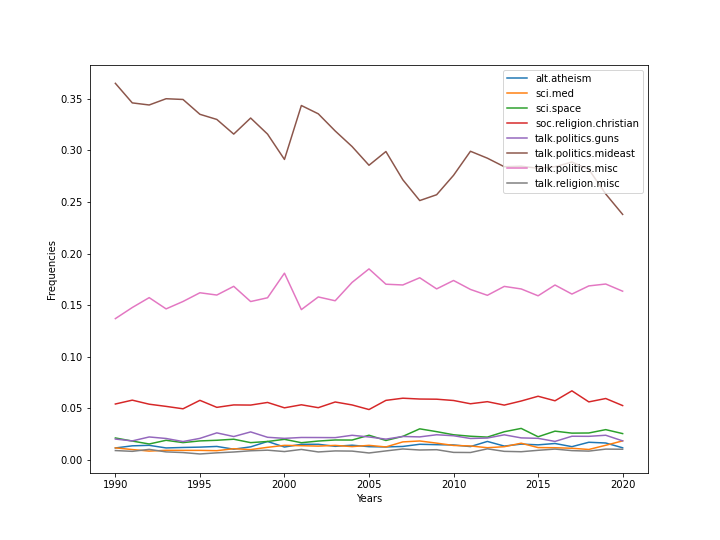 alt.atheism
sci.med
sci.space
soc.religion.christian
talk.politics.guns
talk.politics.mideast
talk.politics.misc
talk.religion.misc
0.35
0.30
0.25
0.20
0.15
0.10
0.05
0.00
Frequencies
1990 1995 2000 2005 2010 2015 2020
Years